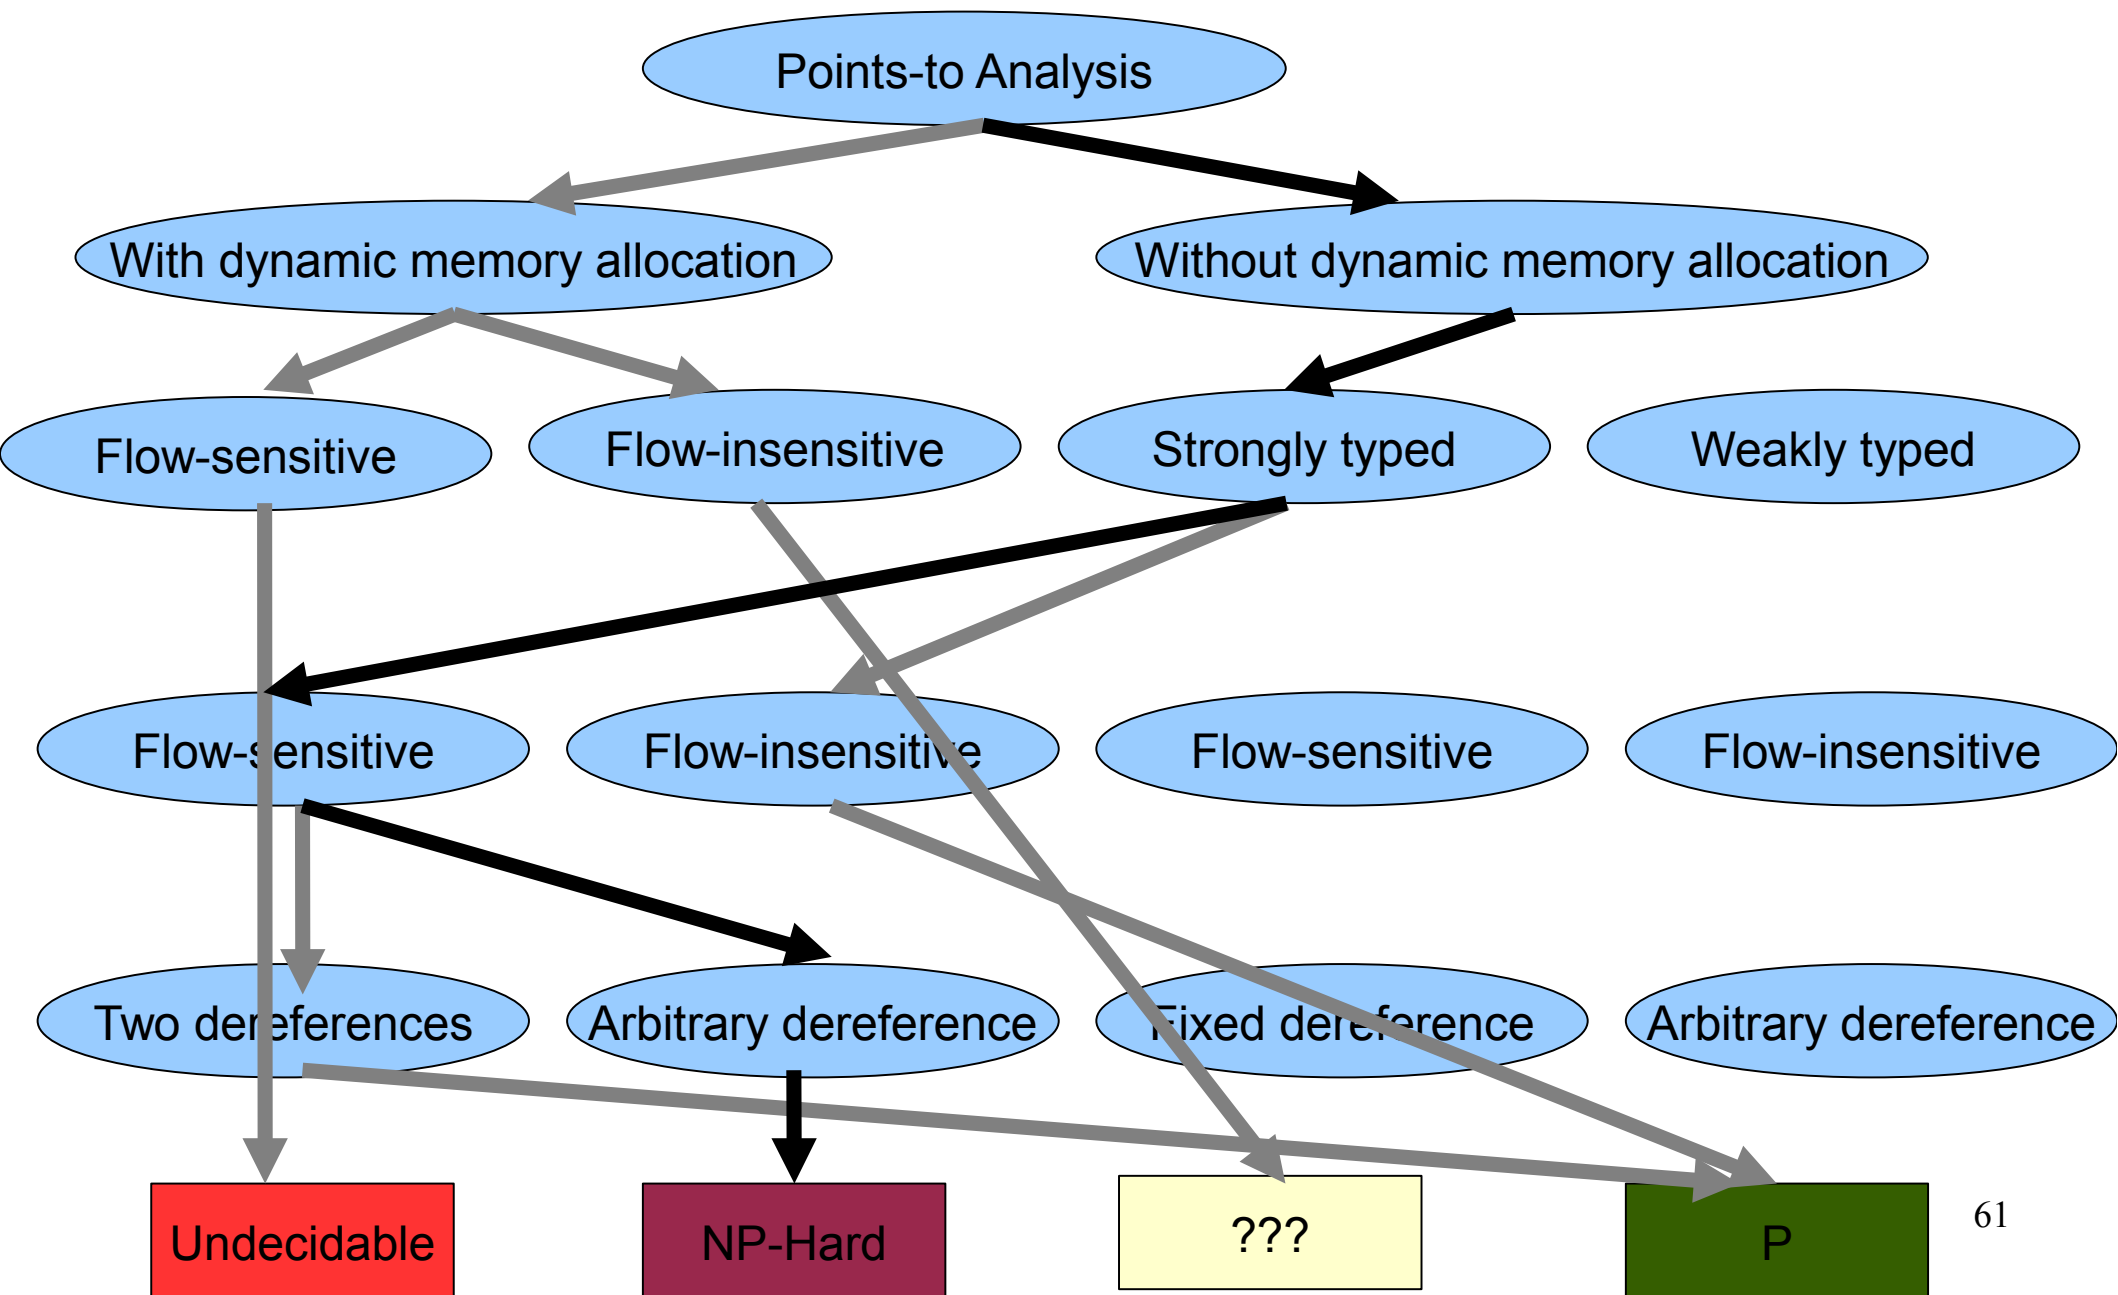 Points-to Analysis
With dynamic memory allocation
Without dynamic memory allocation
Flow-sensitive
Flow-insensitive
Strongly typed
Weakly typed
Flow-sensitive
Flow-insensitive
Flow-sensitive
Flow-insensitive
Two dereferences
Arbitrary dereference
Fixed dereference
Arbitrary dereference
Undecidable
NP-Hard
???
P
61